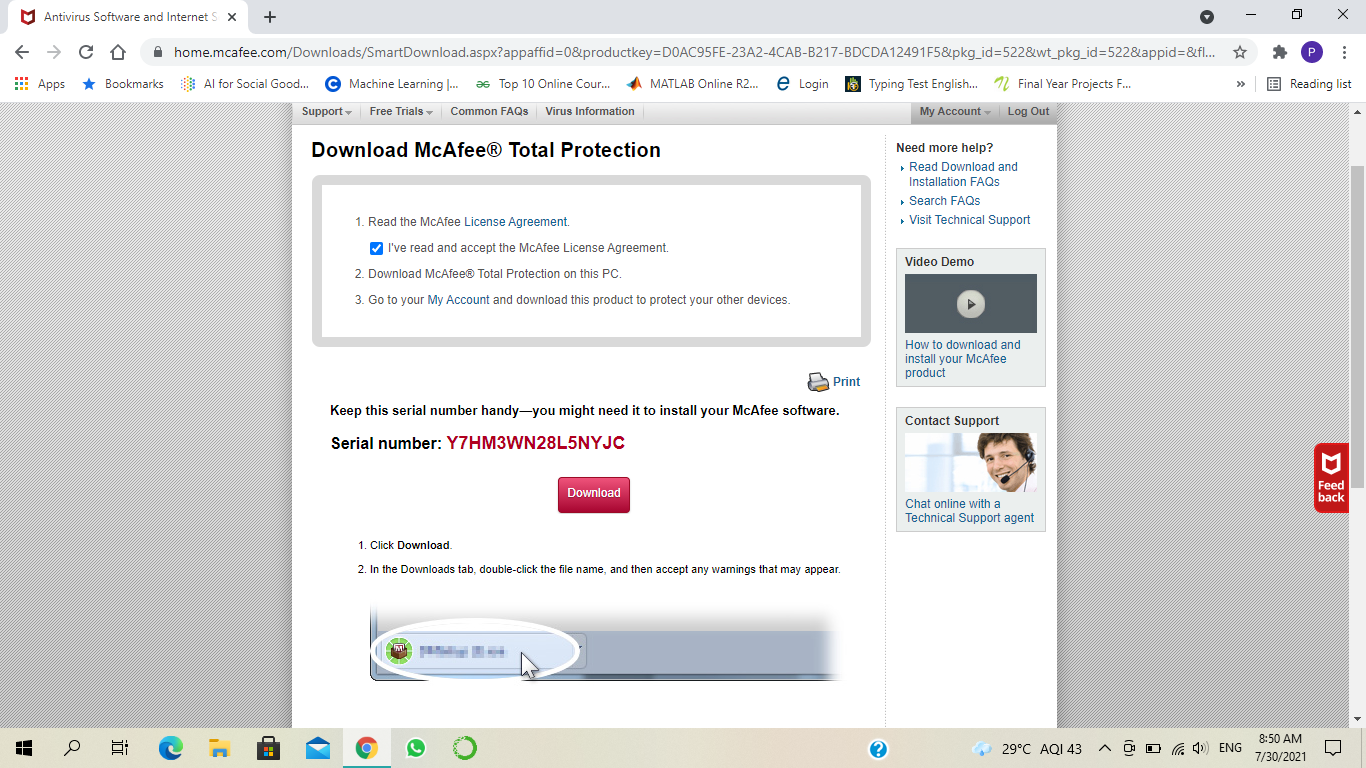 Antivirus Software and Internet S
home.mcafee.com/Downloads/SmartDownload.aspx?appaffid=0&productkey=D0AC95FE-23A2-4CAB-B217-BDCDA12491F5&pkg_id=522&wt_pkg_id=522&appid=&fl...
P
Apps
Bookmarks
AI for Social Good...
Machine Learning |...
Top 10 Online Cour...
MATLAB Online R2...
Login
Typing Test English...
Final Year Projects F...
»
Reading list
Support
Free Trials
Common FAQs
Virus Information
My Account
Log Out
Download McAfee® Total Protection
1. Read the McAfee License Agreement.
I've read and accept the McAfee License Agreement.
2. Download McAfee® Total Protection on this PC.
3. Go to your My Account and download this product to protect your other devices.
Print
Keep this serial number handy—you might need it to install your McAfee software.
Serial number: Y7HM3WN28L5NYJC
Download
1. Click Download.
2. In the Downloads tab, double-click the file name, and then accept any warnings that may appear.
Need more help?
Read Download and
Installation FAQs
Search FAQs
Visit Technical Support
Video Demo
How to download and
install your McAfee
product
Contact Support
Chat online with a
Technical Support agent
Feed
back
29°C AQI 43
ENG
8:50 AM
7/30/2021